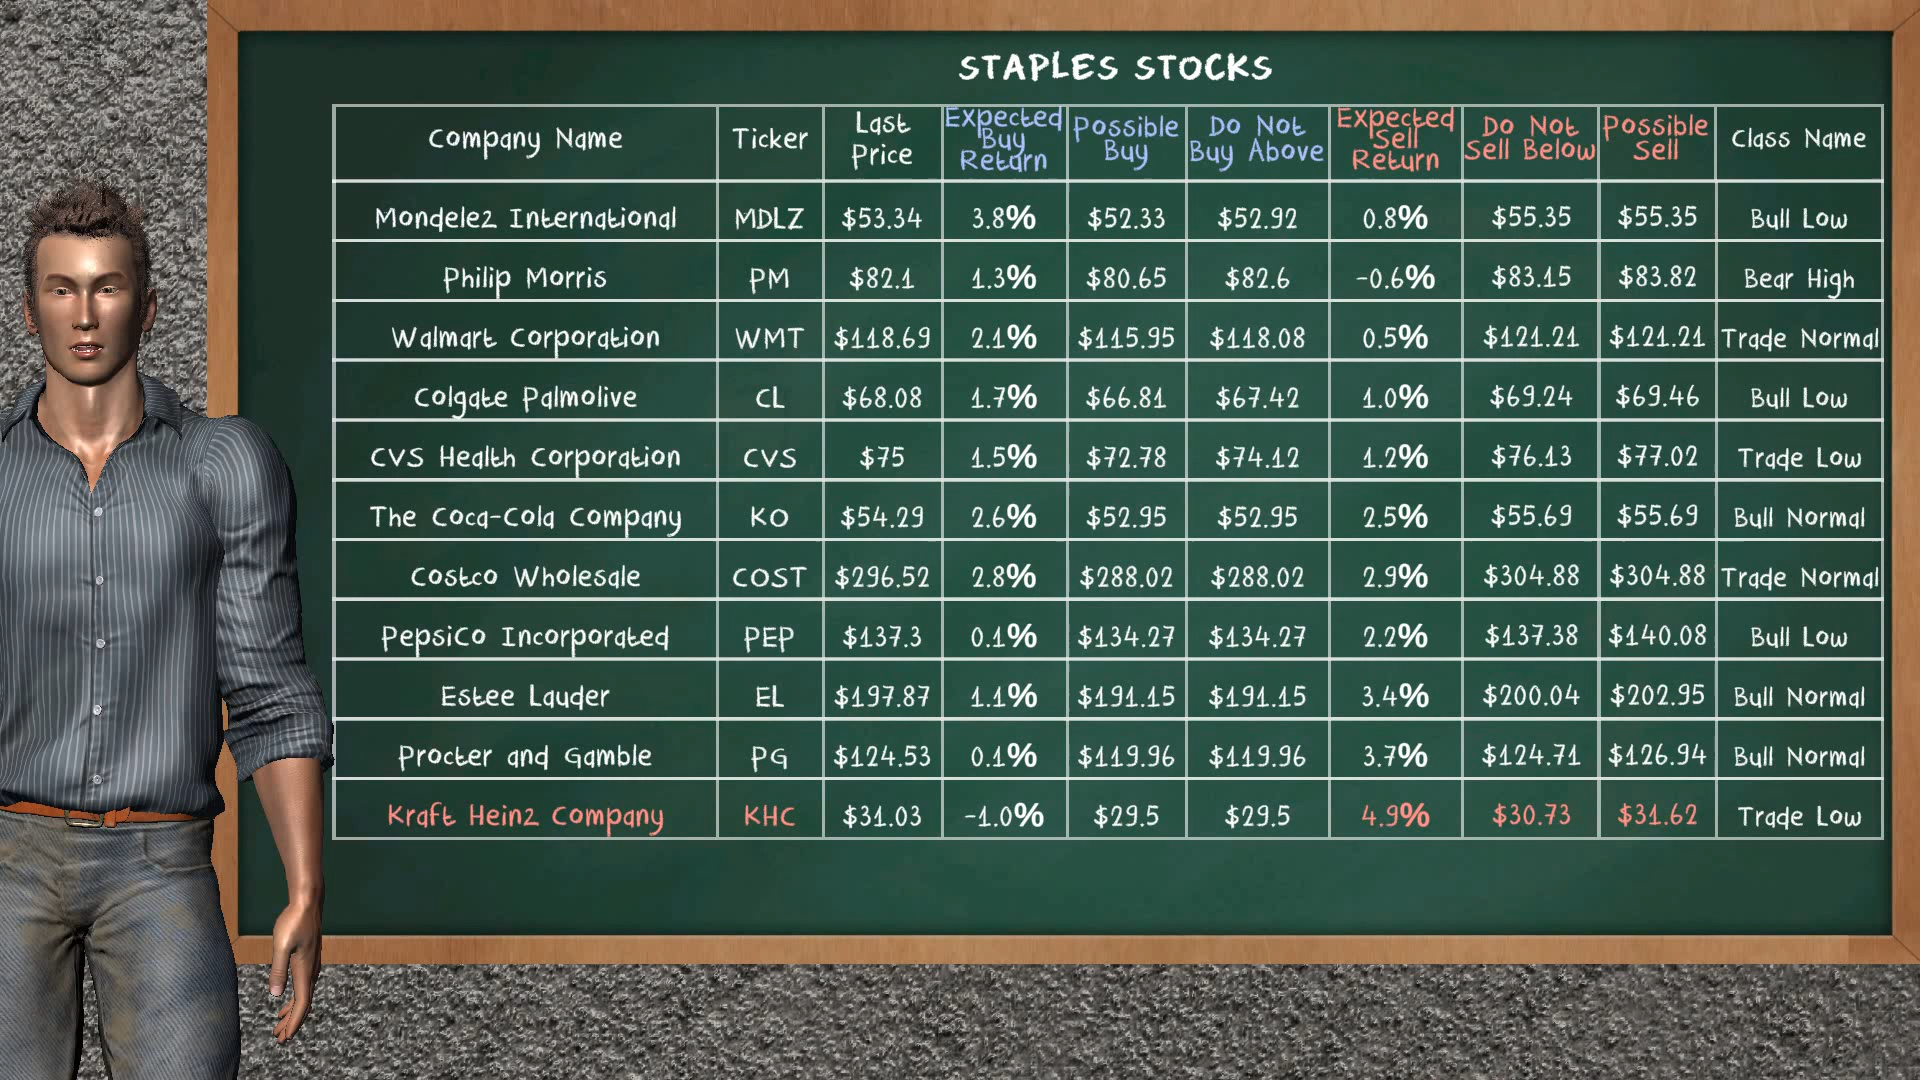 STAPLES STOCKS
Company Name Ticker Last Price Expected Buy Return Possible Buy Do Not Buy Above Expected Sell Return Do Not Sell Below Possible Sell Class Name
Mondelez International MDLZ $53.34 3.8% $52.33 $52.92 0.8% $55.35 $55.35 Bull Low
Philip Morris PM $82.1 1.3% $80.65 $82.6 -0.6% $83.15 $83.82 Bear High
Walmart Corporation WMT $118.69 2.1% $115.95 $118.08 0.5% $121.21 $121.21 Trade Normal
Colgate Palmolive CL $68.08 1.7% $66.81 $67.42 1.0% $69.24 $69.46 Bull Low
CVS Health Corporation CVS $75 1.5% $72.78 $74.12 1.2% $76.13 $77.02 Trade Low
The Coca-Cola Company KO $54.29 2.6% $52.95 $52.95 2.5% $55.69 $55.69 Bull Normal
Costco Wholesale COST $296.52 2.8% $288.02 $288.02 2.9% $304.88 $304.88 Trade Normal
PepsiCo Incorporated PEP $137.3 0.1% $134.27 $134.27 2.2% $137.38 $140.08 Bull Low
Estee Lauder EL $197.87 1.1% $191.15 $191.15 3.4% $200.04 $202.95 Bull Normal
Procter and Gamble PG $124.53 0.1% $119.96 $119.96 3.7% $124.71 $126.94 Bull Normal
Kraft Heinz Company KHC $31.03 -1.0% $29.5 $29.5 4.9% $30.73 $31.62 Trade Low